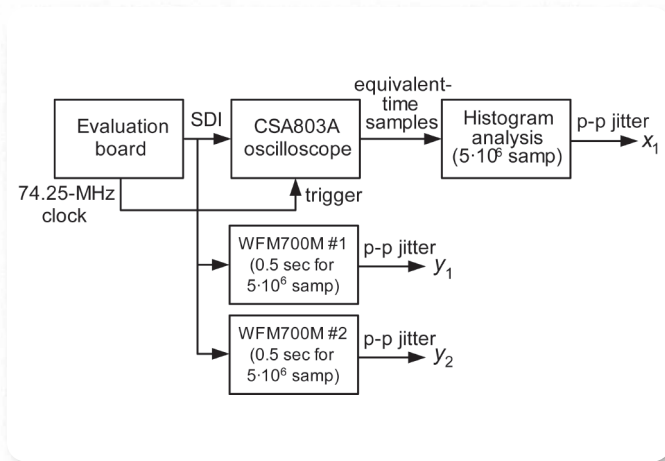 Evaluation
board
SDI
CSA803A
oscilloscope
equivalent-
time
samples
Histogram
analysis
(5·10⁶ samp)
p-p jitter
x₁
74.25-MHz
clock
trigger
WFM700M #1
(0.5 sec for
5·10⁶ samp)
p-p jitter
y₁
WFM700M #2
(0.5 sec for
5·10⁶ samp)
p-p jitter
y₂